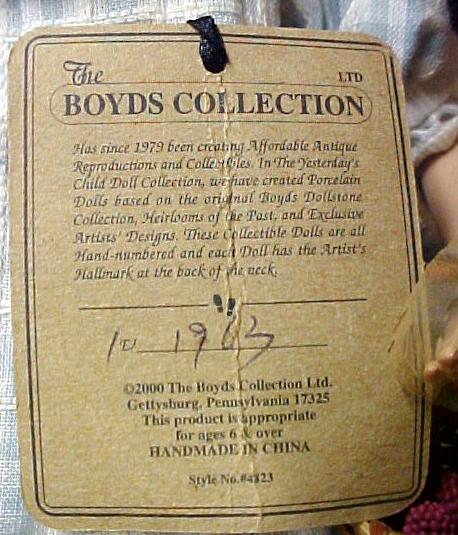 The LTD
BOYDS COLLECTION
Has since 1979 been creating Affordable Antique
Reproductions and Collectibles. In The Yesterday's
Child Doll Collection, we have created Porcelain
Dolls based on the original Boyds Dollstone
Collection, Heirlooms of the Past, and Exclusive
Artists' Designs. These Collectible Dolls are all
Hand-numbered and each Doll has the Artist's
Hallmark at the back of the neck.
1E/ 1963
©2000 The Boyds Collection Ltd.
Gettysburg, Pennsylvania 17325
This product is appropriate
for ages 6 & over
HANDMADE IN CHINA
Style No.#4823